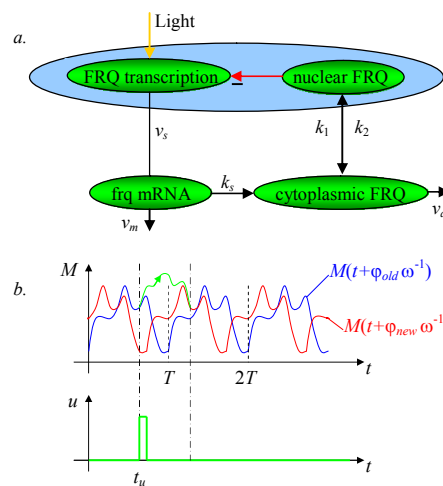 a.
Light
FRQ transcription
nuclear FRQ
v_s
k_1
k_2
frq mRNA
k_s
cytoplasmic FRQ
v_m
v_d
b.
M
M(t+φ_old ω^-1)
M(t+φ_new ω^-1
T
2T
t
u
t_u
t